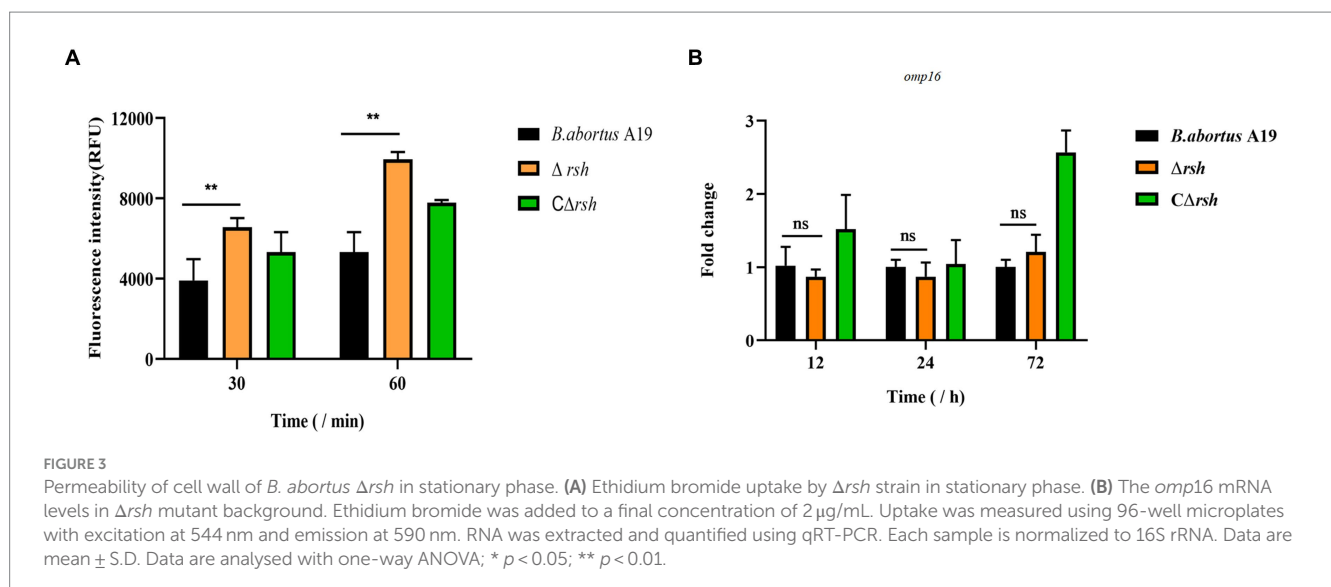 A
Fluorescence intensity(RFU)
12000
8000
4000
0
**
**
30
60
Time ( / min)
B.abortus A19
Δ rsh
CΔrsh
B
omp16
Fold change
3
2
1
0
ns
ns
ns
12
24
72
Time ( / h)
B.abortus A19
Δrsh
CΔrsh
FIGURE 3
Permeability of cell wall of B. abortus Δrsh in stationary phase. (A) Ethidium bromide uptake by Δrsh strain in stationary phase. (B) The omp16 mRNA
levels in Δrsh mutant background. Ethidium bromide was added to a final concentration of 2 μg/mL. Uptake was measured using 96-well microplates
with excitation at 544 nm and emission at 590 nm. RNA was extracted and quantified using qRT-PCR. Each sample is normalized to 16S rRNA. Data are
mean ± S.D. Data are analysed with one-way ANOVA; * p < 0.05; ** p < 0.01.